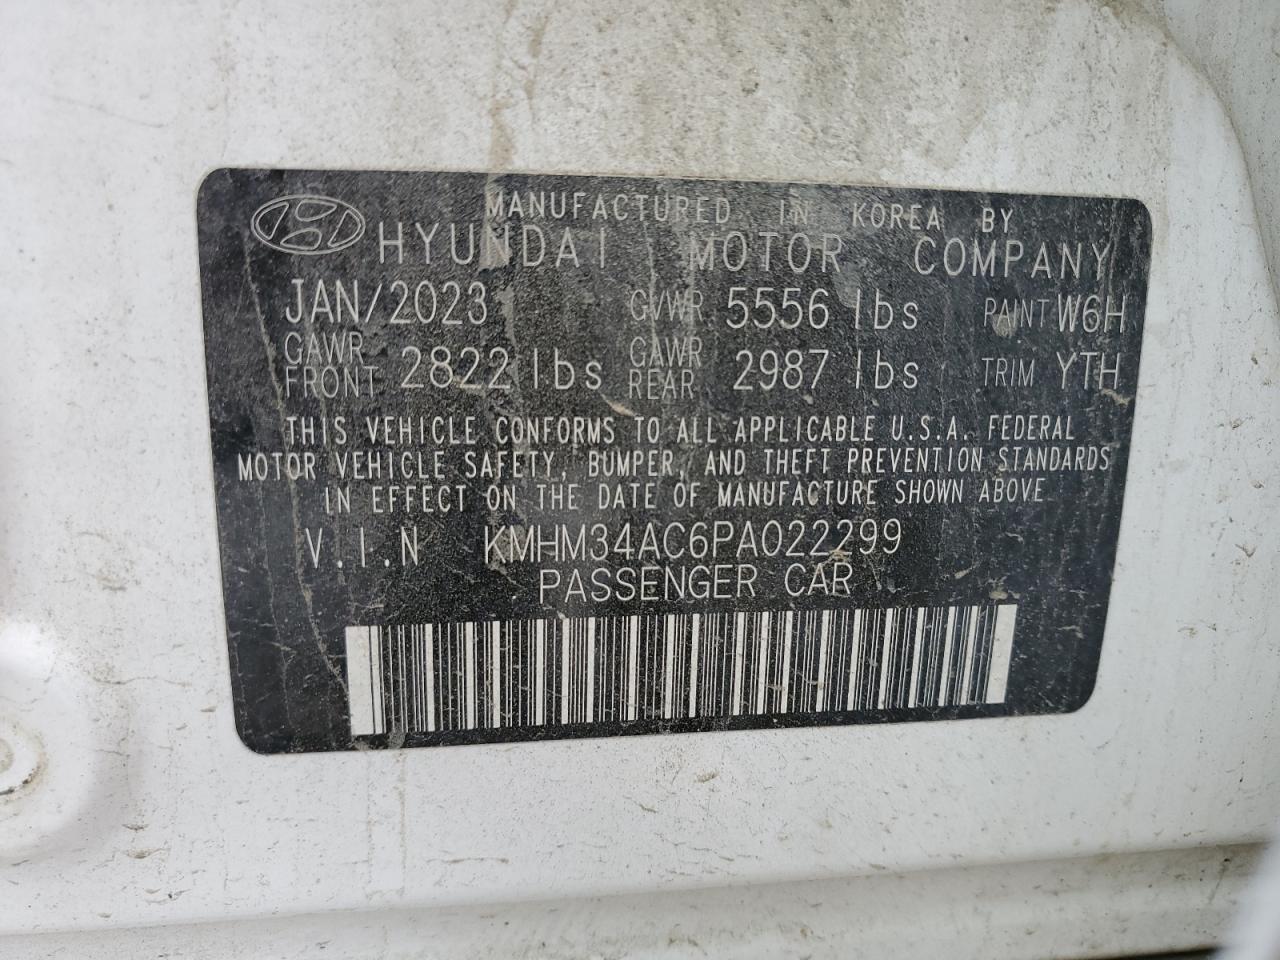 MANUFACTURED IN KOREA BY
HYUNDAI MOTOR COMPANY
JAN/2023 GVWR 5556 lbs PAINT W6H
GAWR FRONT 2822 lbs GAWR REAR 2987 lbs TRIM YTH
THIS VEHICLE CONFORMS TO ALL APPLICABLE U.S.A. FEDERAL
MOTOR VEHICLE SAFETY, BUMPER, AND THEFT PREVENTION STANDARDS
IN EFFECT ON THE DATE OF MANUFACTURE SHOWN ABOVE
V.I.N KMHM34AC6PA022299
PASSENGER CAR